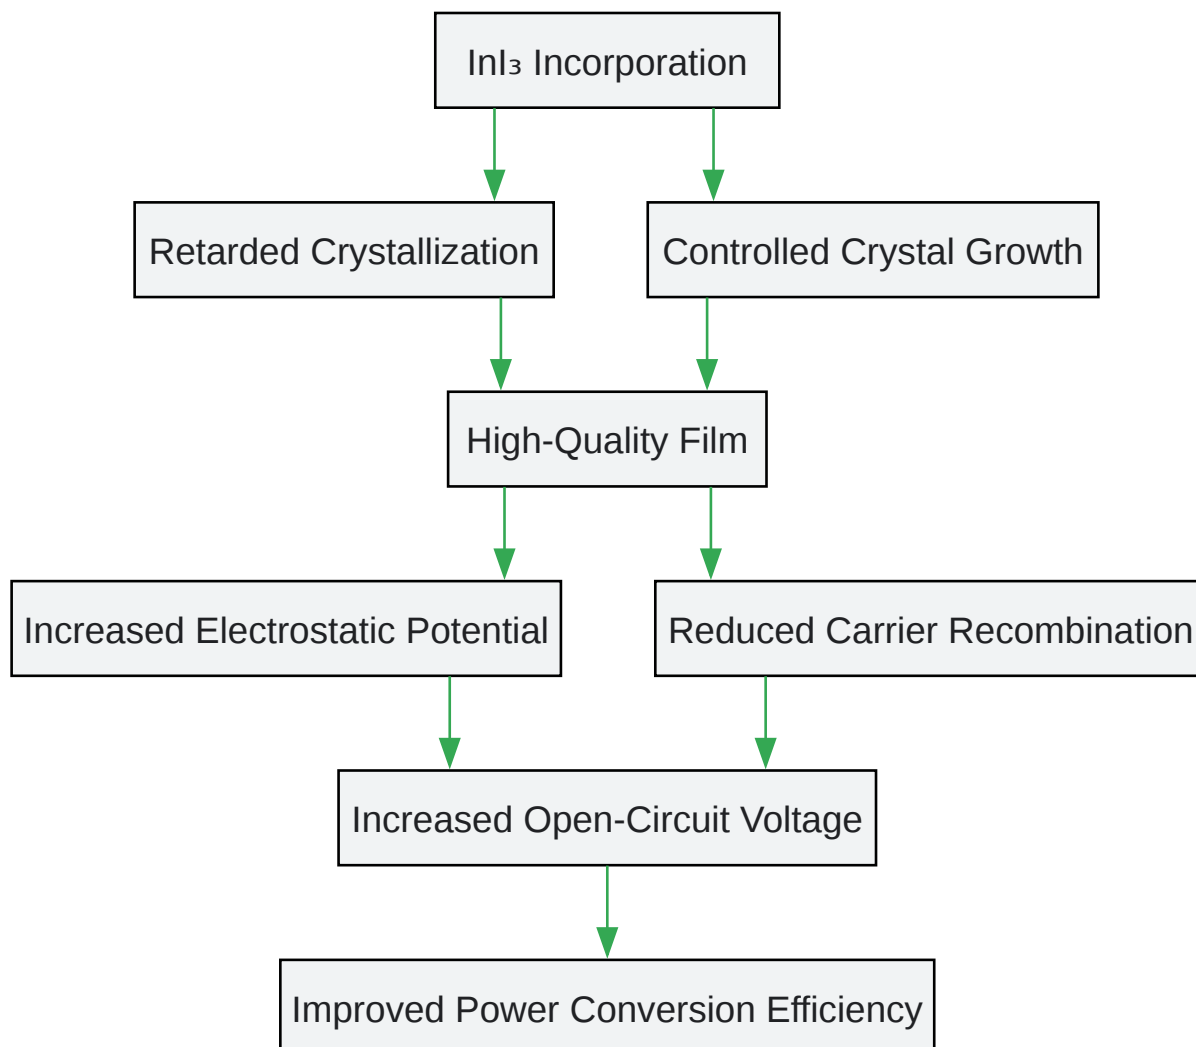 InI₃ Incorporation
Retarded Crystallization
Controlled Crystal Growth
High-Quality Film
Increased Electrostatic Potential
Reduced Carrier Recombination
Increased Open-Circuit Voltage
Improved Power Conversion Efficiency